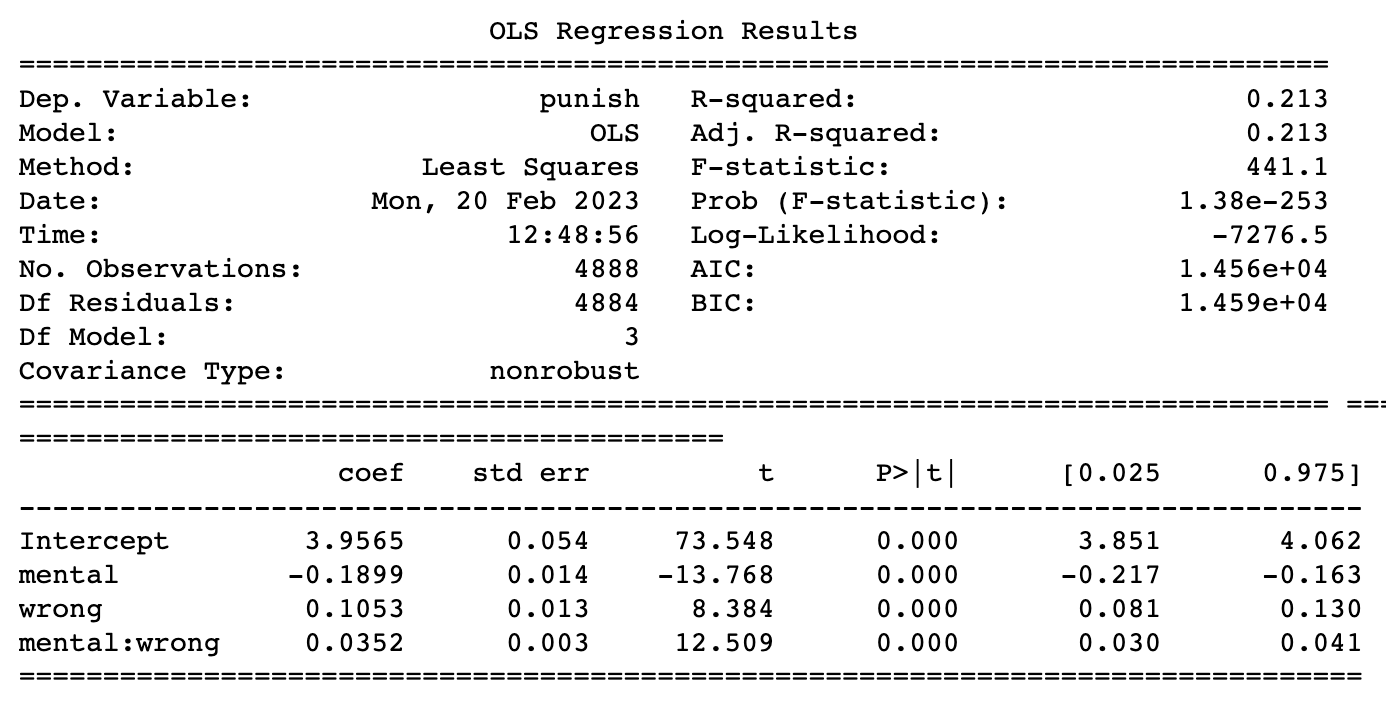 OLS Regression Results
==============================================================================
Dep. Variable: punish R-squared: 0.213
Model: OLS Adj. R-squared: 0.213
Method: Least Squares F-statistic: 441.1
Date: Mon, 20 Feb 2023 Prob (F-statistic): 1.38e-253
Time: 12:48:56 Log-Likelihood: -7276.5
No. Observations: 4888 AIC: 1.456e+04
Df Residuals: 4884 BIC: 1.459e+04
Df Model: 3
Covariance Type: nonrobust
============================================================================== ===
==========================================
coef std err t P>|t| [0.025 0.975]
--------------------------------------------------------------------------------
Intercept 3.9565 0.054 73.548 0.000 3.851 4.062
mental -0.1899 0.014 -13.768 0.000 -0.217 -0.163
wrong 0.1053 0.013 8.384 0.000 0.081 0.130
mental:wrong 0.0352 0.003 12.509 0.000 0.030 0.041
================================================================================